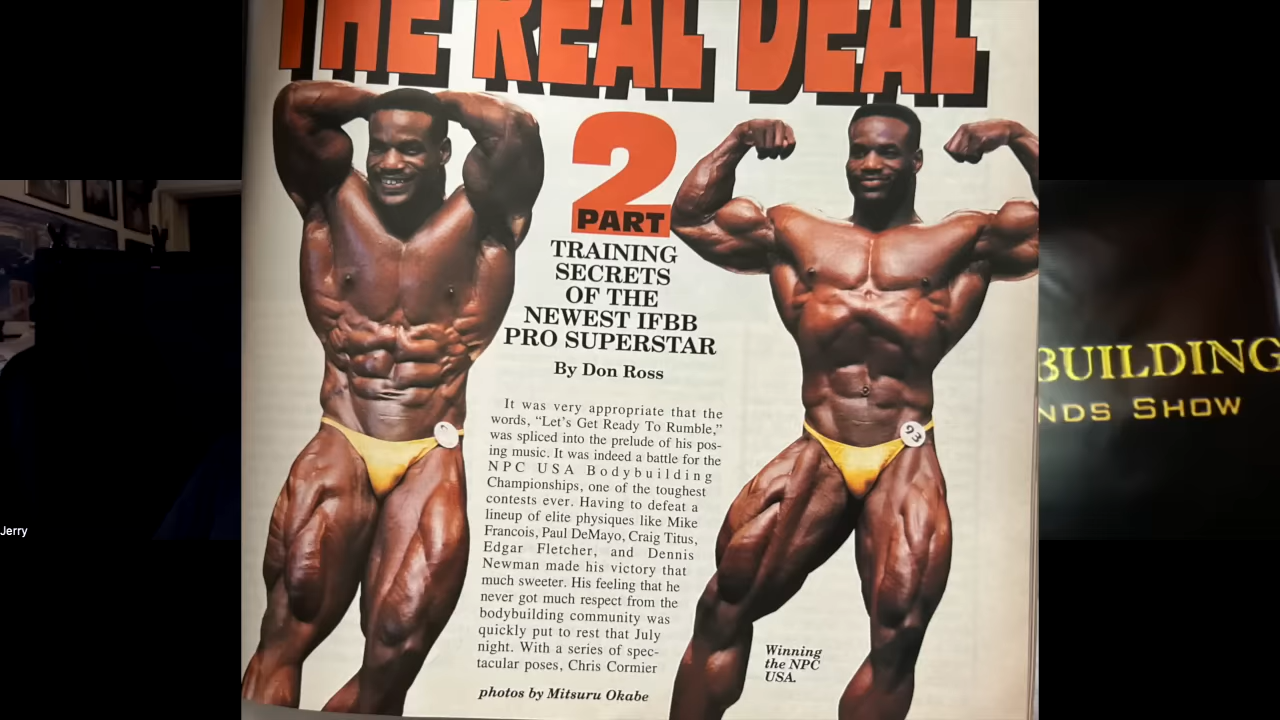 THE REAL DEAL
2
PART
TRAINING
SECRETS
OF THE
NEWEST IFBB
PRO SUPERSTAR
By Don Ross
It was very appropriate that the
words, “Let’s Get Ready To Rumble,”
was spliced into the prelude of his pos-
ing music. It was indeed a battle for the
NPC USA Bodybuilding
Championships, one of the toughest
contests ever. Having to defeat a
lineup of elite physiques like Mike
Francois, Paul DeMayo, Craig Titus,
Edgar Fletcher, and Dennis
Newman made his victory that
much sweeter. His feeling that he
never got much respect from the
bodybuilding community was
quickly put to rest that July
night. With a series of spec-
tacular poses, Chris Cormier
photos by Mitsuru Okabe
93
Winning
the NPC
USA.
Jerry
BUILDING
NDS SHOW